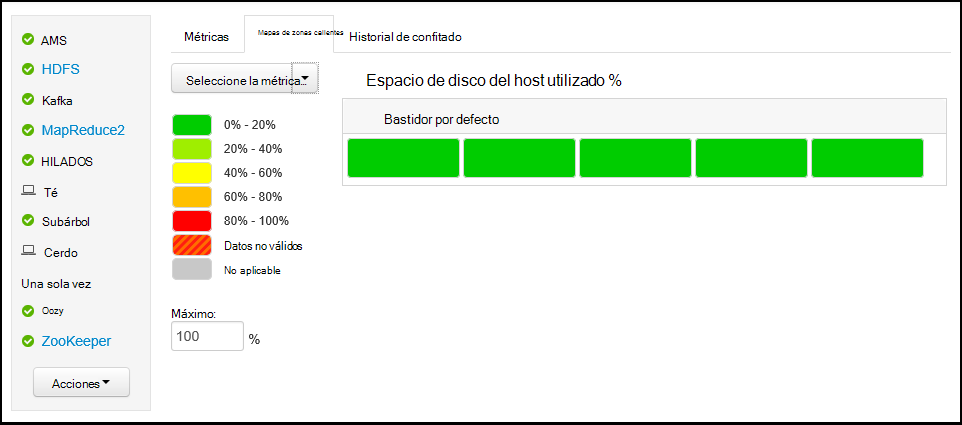 AMS
HDFS
Kafka
MapReduce2
HILADOS
Té
Subárbol
Cerdo
Una sola vez
Oozy
ZooKeeper
Acciones
Métricas
Mapas de zonas calientes
Historial de confitado
Seleccione la métrica...
0% - 20%
20% - 40%
40% - 60%
60% - 80%
80% - 100%
Datos no válidos
No aplicable
Máximo:
100 %
Espacio de disco del host utilizado %
Bastidor por defecto